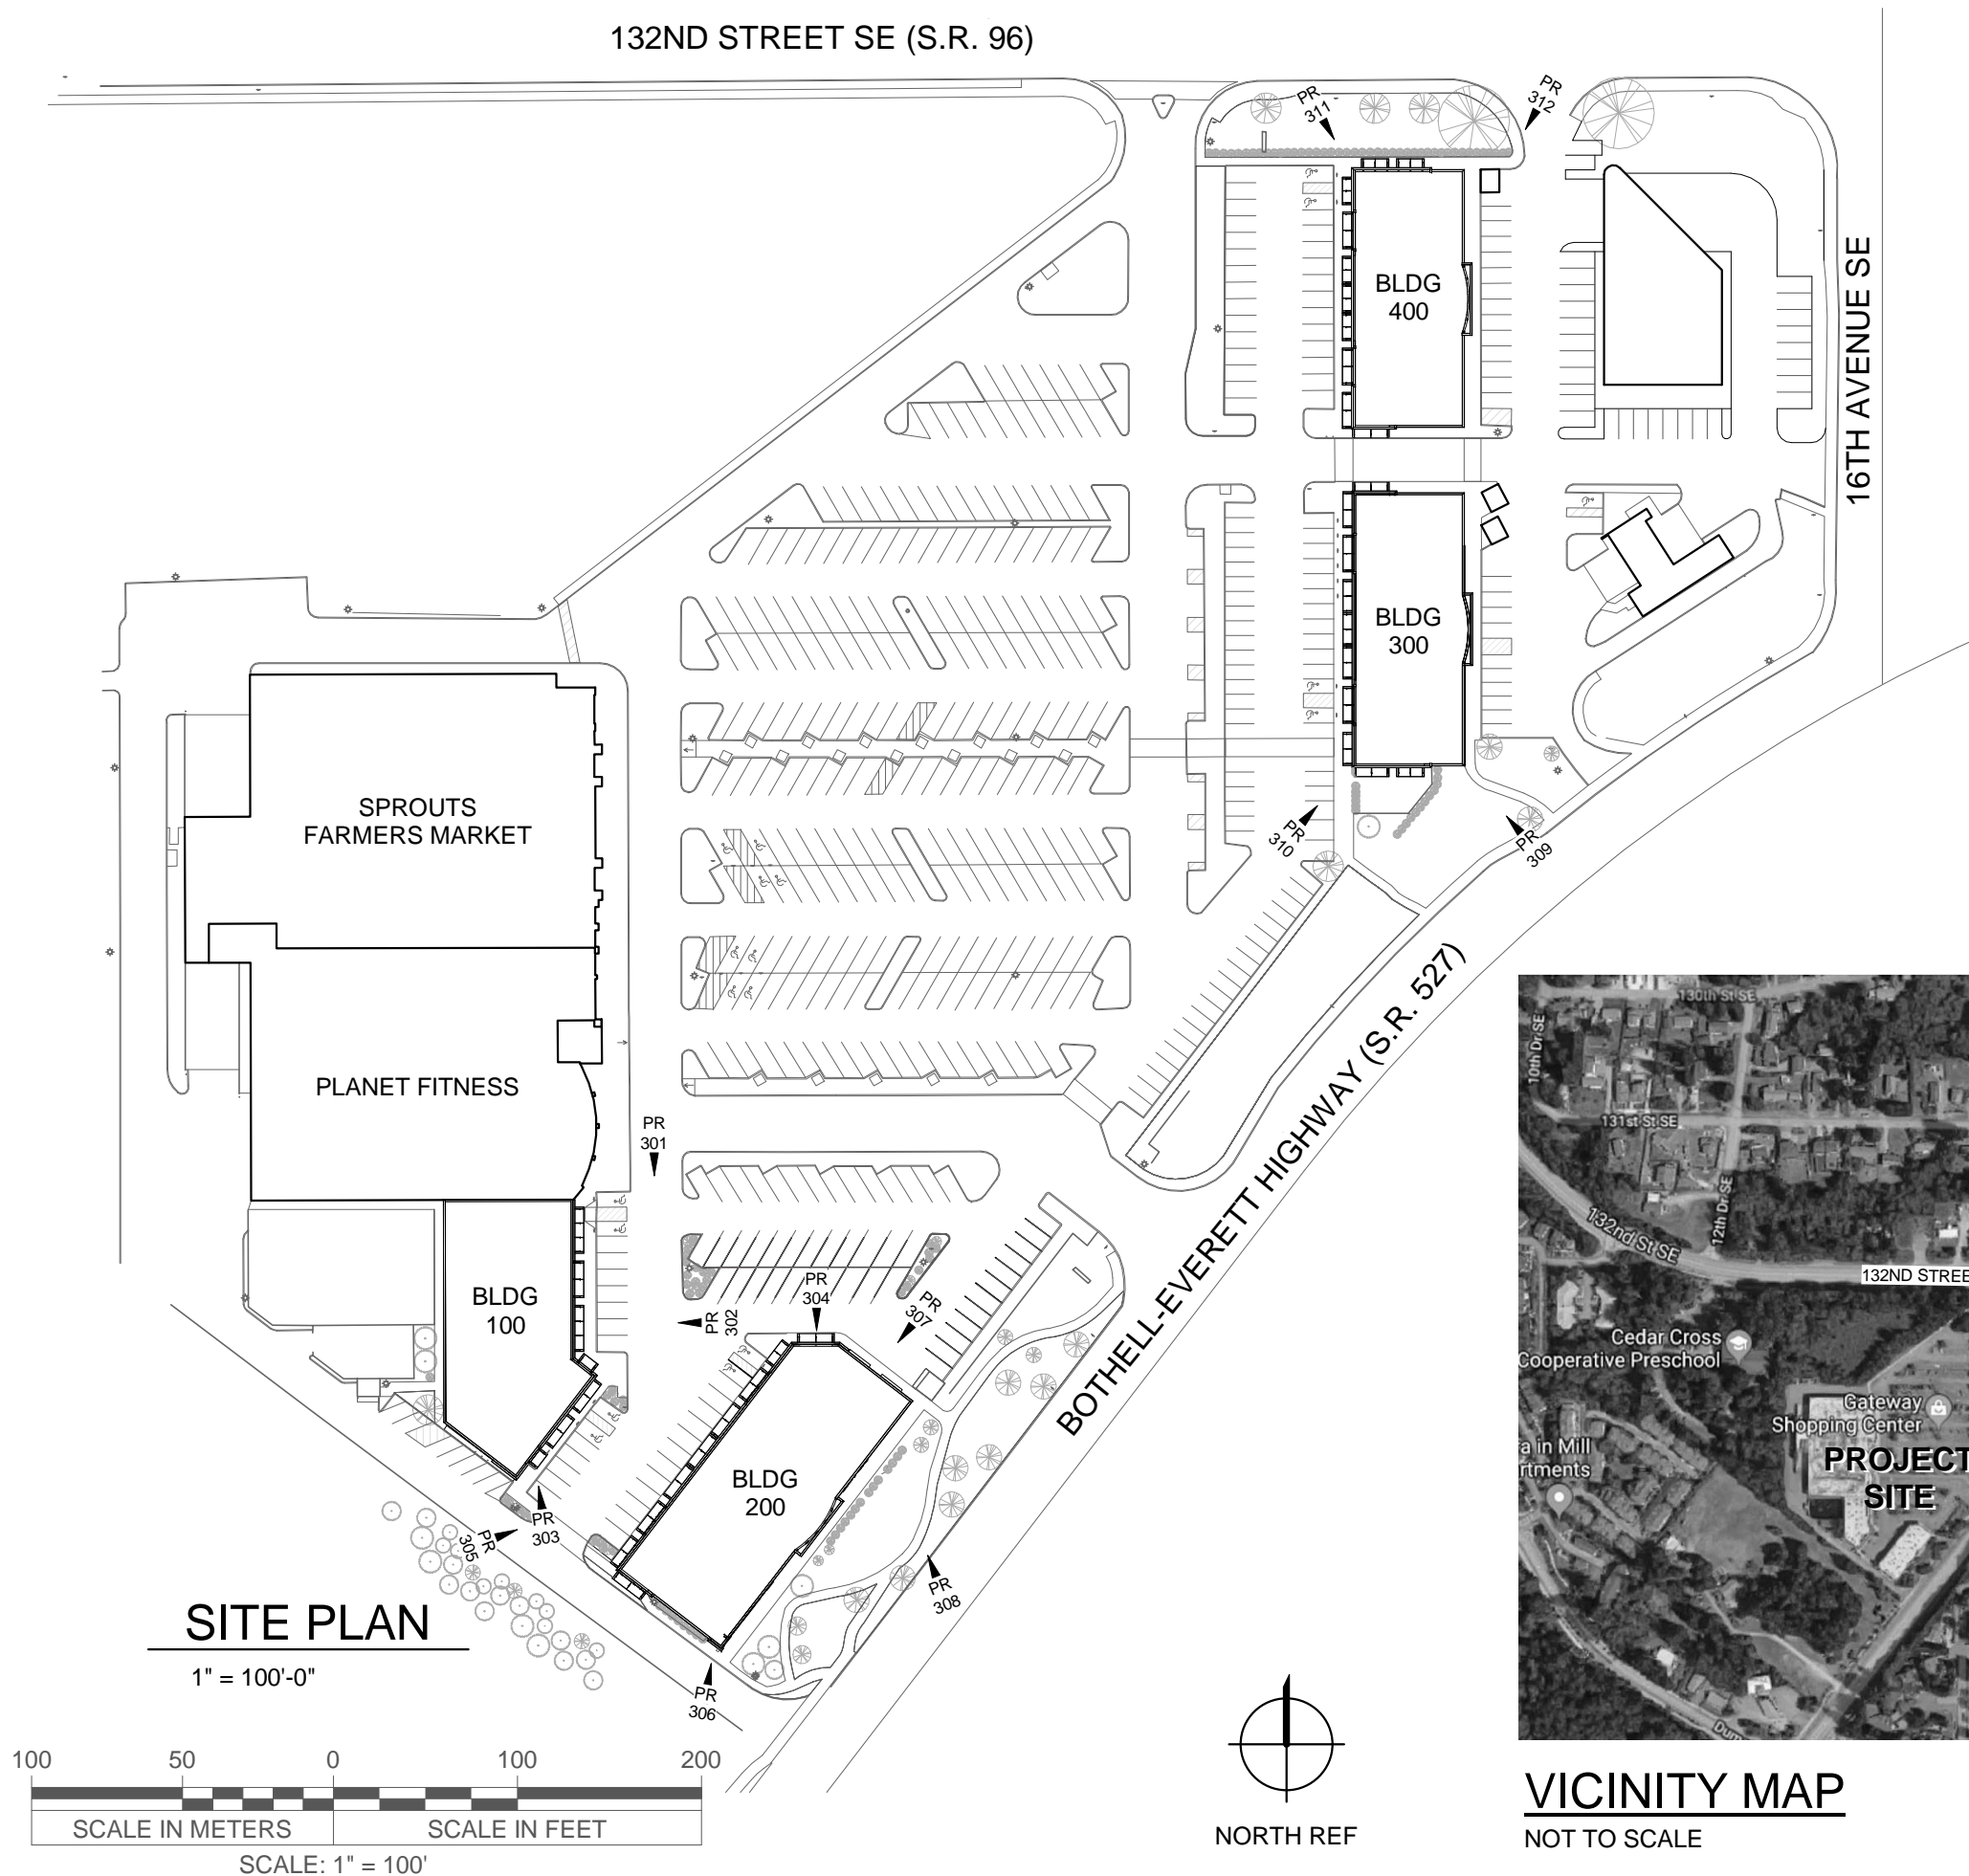 132ND STREET SE (S.R. 96)
PR
311
PR
312
BLDG
400
16TH AVENUE SE
BLDG
300
SPROUTS
FARMERS MARKET
PR
310
PR
309
PLANET FITNESS
PR
301
BOTHELL-EVERETT HIGHWAY (S.R. 527)
BLDG
100
PR
302
PR
304
PR
307
BLDG
200
PR
303
PR
305
PR
308
PR
306
SITE PLAN
1" = 100'-0"
100 50 0 100 200
SCALE IN METERS SCALE IN FEET
SCALE: 1" = 100'
NORTH REF
130th St SE
10th Dr SE
131st St SE
12th Dr SE
132nd St SE
132ND STREE
Cedar Cross
Cooperative Preschool
Gateway
Shopping Center
a in Mill
rtments
PROJECT
SITE
VICINITY MAP
NOT TO SCALE